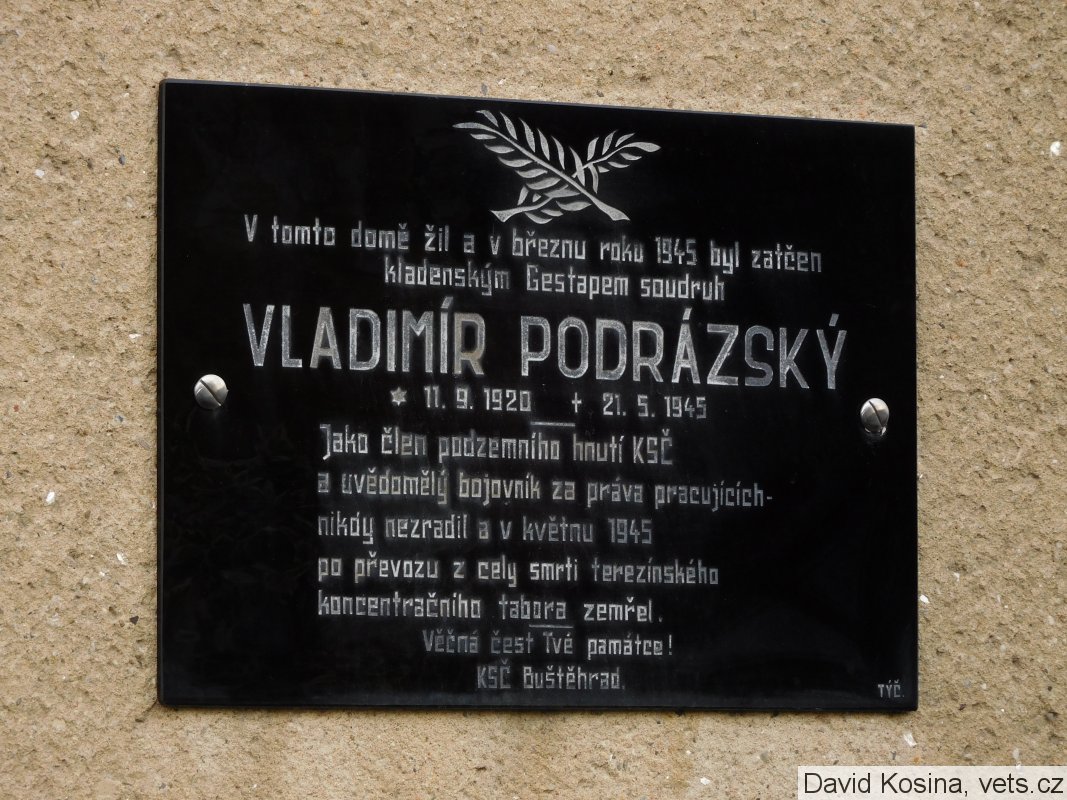 V tomto domě žil a v březnu roku 1945 byl zatčen
kladenským Gestapem soudruh
VLADIMÍR PODRÁZSKÝ
* 11. 9. 1920 † 21. 5. 1945
Jako člen podzemního hnutí KSČ
a uvědomělý bojovník za práva pracujících-
nikdy nezradil a v květnu 1945
po převozu z cely smrti terezínského
koncentračního tabora zemřel.
Věčná čest Tvé památce!
KSČ Buštěhrad.
TÝČ.
David Kosina, vets.cz